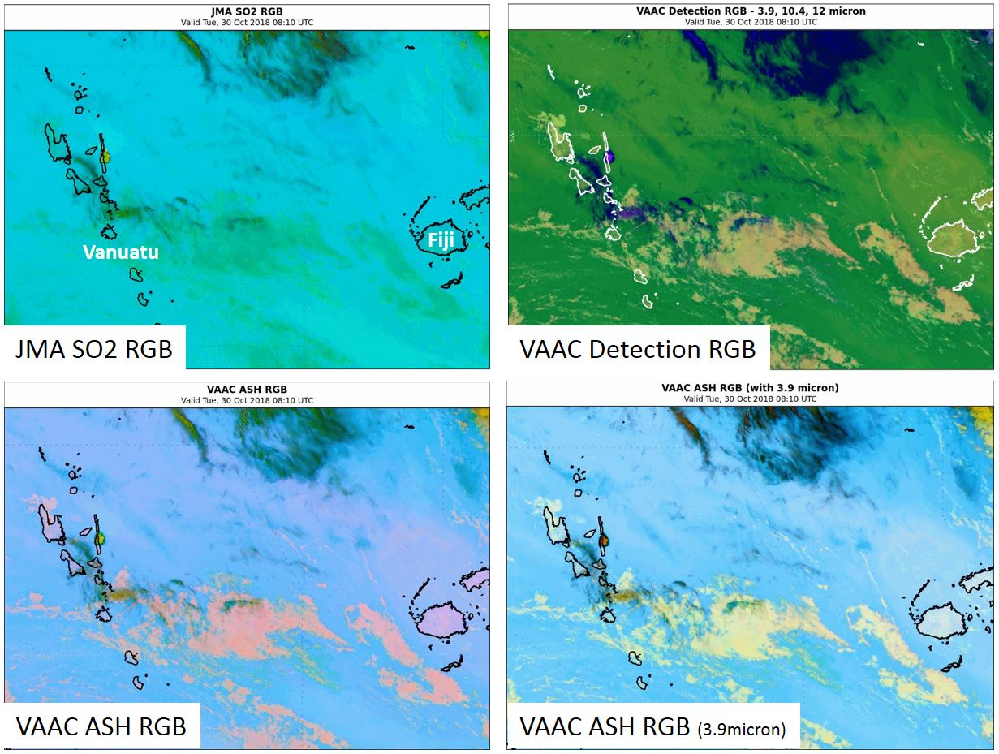 JMA SO2 RGB
Valid Tue, 30 Oct 2018 08:10 UTC
Vanuatu
Fiji
JMA SO2 RGB
VAAC Detection RGB - 3.9, 10.4, 12 micron
Valid Tue, 30 Oct 2018 08:10 UTC
15°S
15°S
VAAC Detection RGB
VAAC ASH RGB
Valid Tue, 30 Oct 2018 08:10 UTC
VAAC ASH RGB
VAAC ASH RGB (with 3.9 micron)
Valid Tue, 30 Oct 2018 08:10 UTC
VAAC ASH RGB (3.9micron)